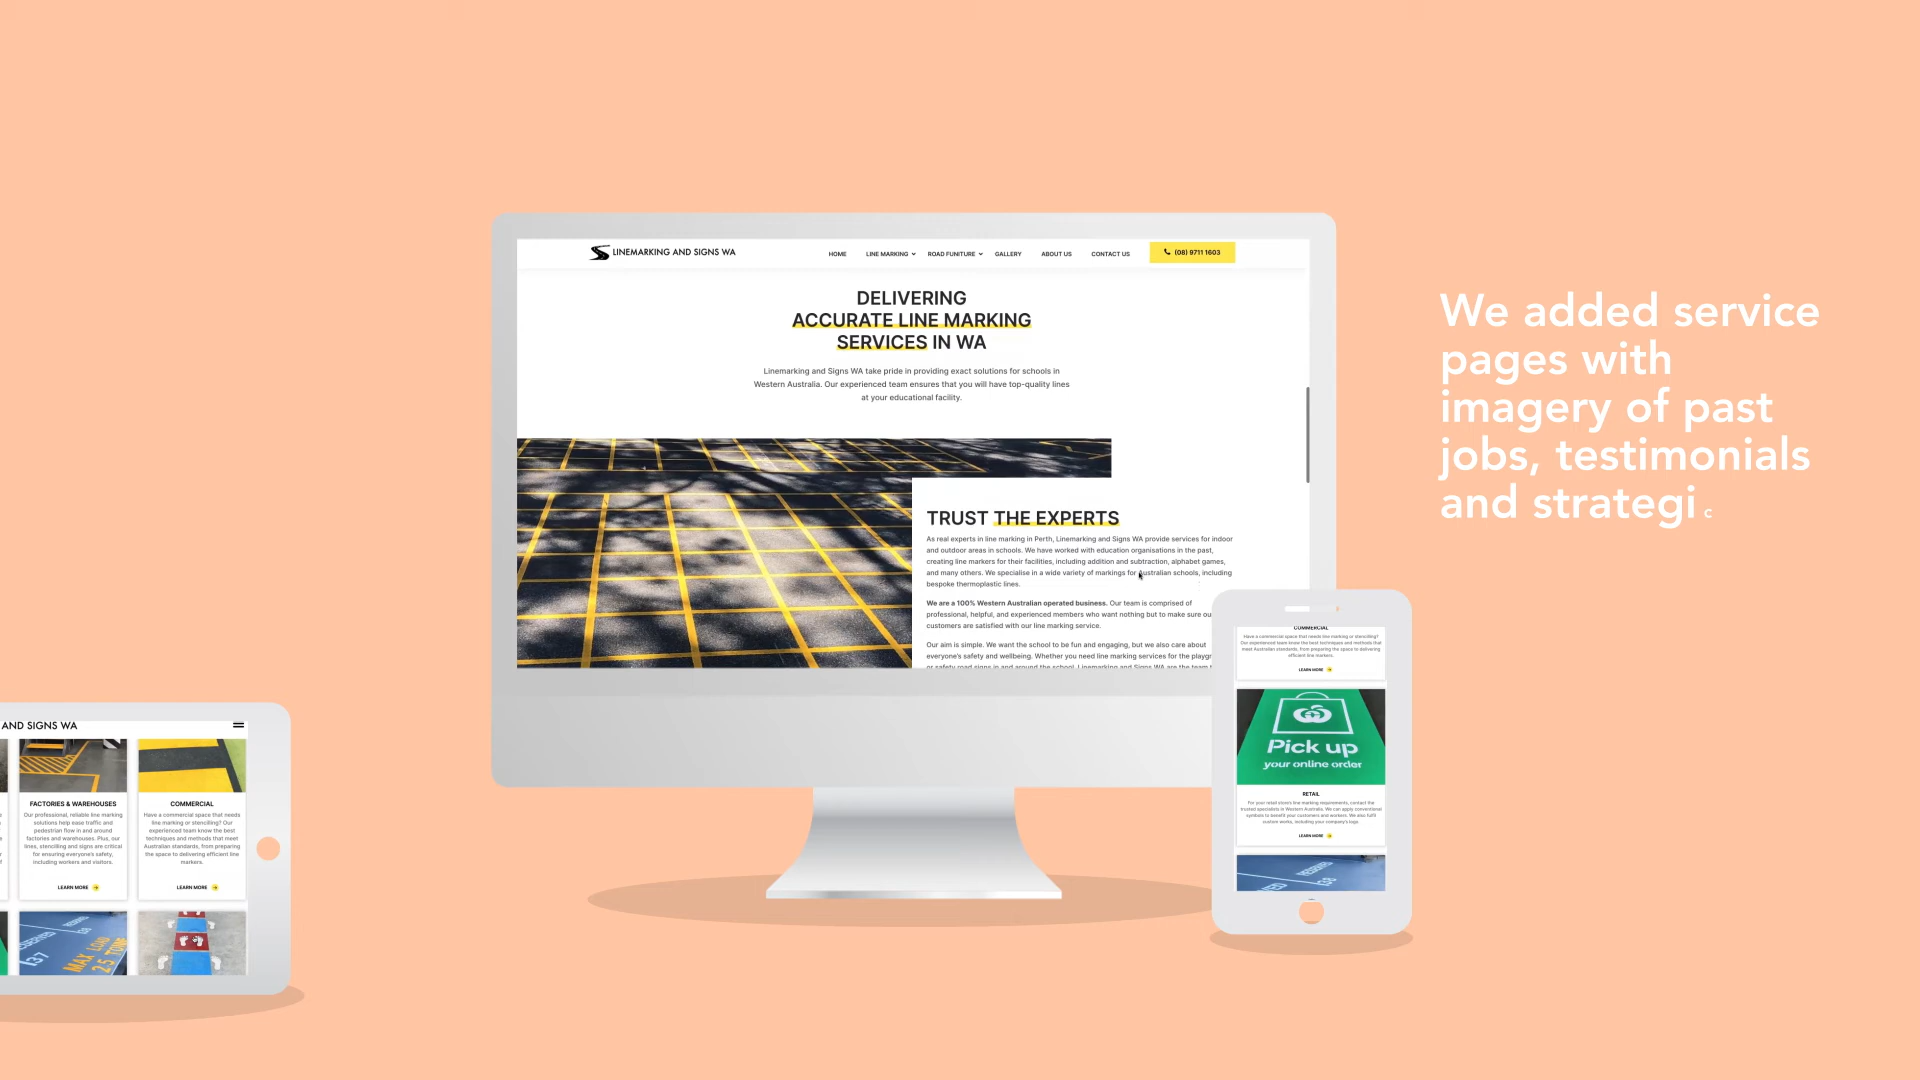 LINEMARKING AND SIGNS WA
HOME
LINE MARKING
ROAD FUNITURE
GALLERY
ABOUT US
CONTACT US
(08) 9711 1603
DELIVERING
ACCURATE LINE MARKING
SERVICES IN WA
Linemarking and Signs WA take pride in providing exact solutions for schools in
Western Australia. Our experienced team ensures that you will have top-quality lines
at your educational facility.
TRUST THE EXPERTS
As real experts in line marking in Perth, Linemarking and Signs WA provide services for indoor
and outdoor areas in schools. We have worked with education organisations in the past,
creating line markers for their facilities, including addition and subtraction, alphabet games,
and many others. We specialise in a wide variety of markings for Australian schools, including
bespoke thermoplastic lines.
We are a 100% Western Australian operated business. Our team is comprised of
professional, helpful, and experienced members who want nothing but to make sure ou
customers are satisfied with our line marking service.
Our aim is simple. We want the school to be fun and engaging, but we also care about
everyone's safety and wellbeing. Whether you need line marking services for the playgr
or safety road signs in and around the school, Linemarking and Signs WA are the team
We added service
pages with
imagery of past
jobs, testimonials
and strategic
COMMERCIAL
Have a commercial space that needs line marking or stencilling?
Our experienced team know the best techniques and methods that
meet Australian standards, from preparing the space to delivering
efficient line markers.
LEARN MORE
Pick up
your online order
RETAIL
For your retail store's line marking requirements, contact the
trusted specialists in Western Australia. We can apply conventional
symbols to benefit your customers and workers. We also fulfil
custom works, including your company's logo.
LEARN MORE
RESERVED
138
AND SIGNS WA
FACTORIES & WAREHOUSES
Our professional, reliable line marking
solutions help ease traffic and
pedestrian flow in and around
factories and warehouses. Plus, our
lines, stencilling and signs are critical
for ensuring everyone's safety,
including workers and visitors.
LEARN MORE
COMMERCIAL
Have a commercial space that needs
line marking or stencilling? Our
experienced team know the best
techniques and methods that meet
Australian standards, from preparing
the space to delivering efficient line
markers.
LEARN MORE
137
MAX LOAD
2.5 TONE